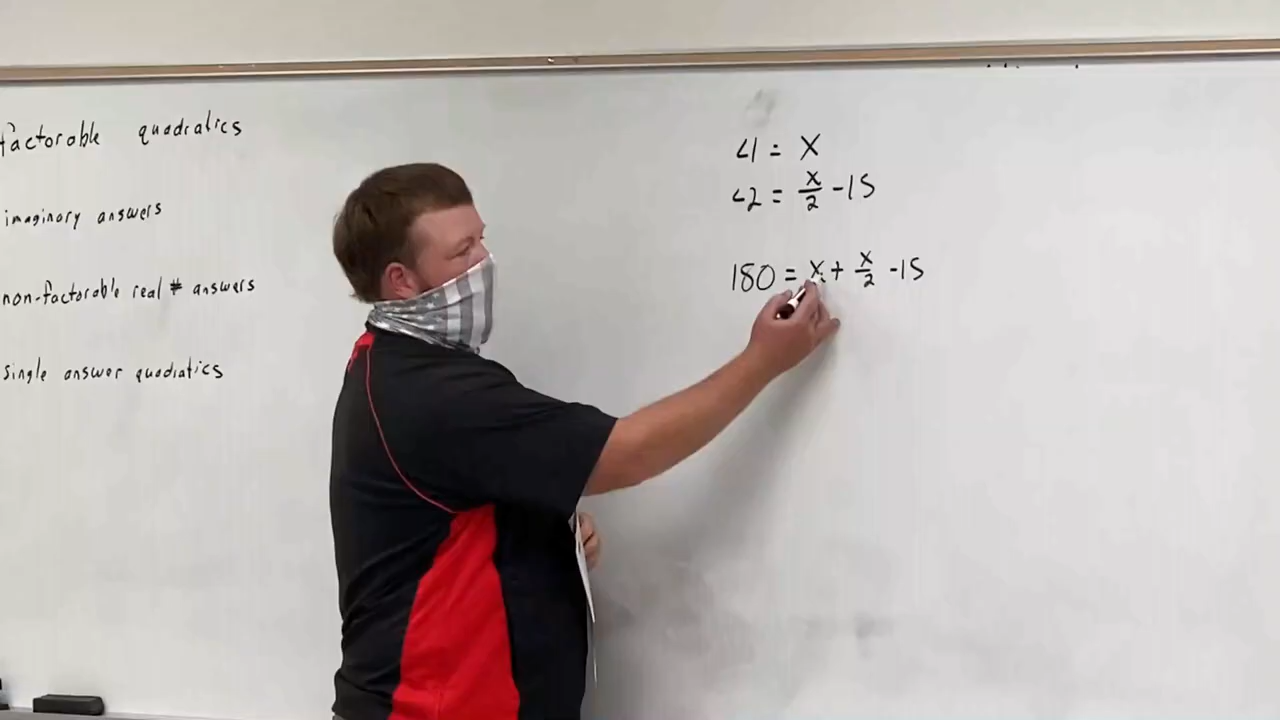 factorable quadratics
imaginary answers
non-factorable real # answers
single answer quadratics
∠1 = x
∠2 = x/2 - 15
180 = x + x/2 - 15